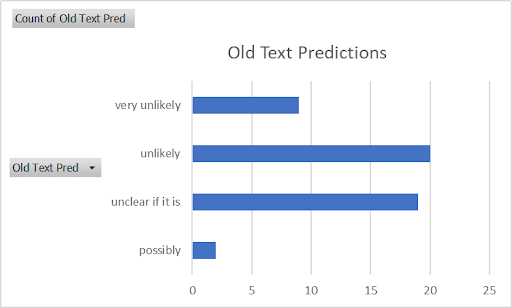 Count of Old Text Pred
Old Text Predictions
very unlikely
unlikely
Old Text Pred
unclear if it is
possibly
0 5 10 15 20 25